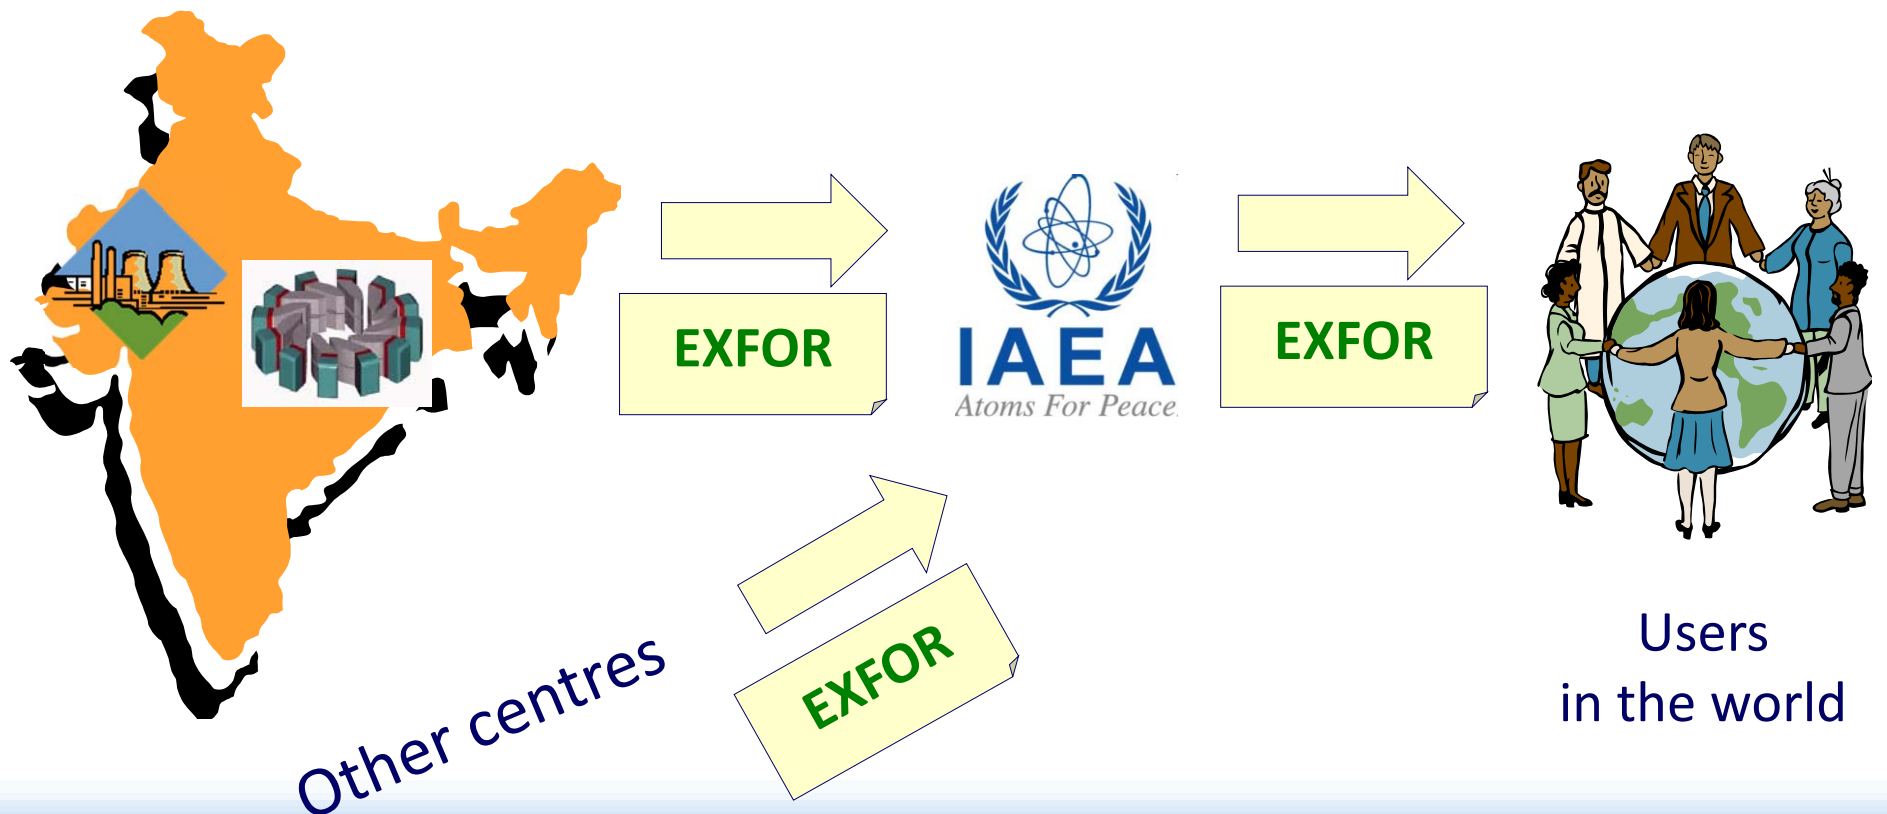 EXFOR
IAEA
Atoms For Peace
EXFOR
Other centres
EXFOR
Users
in the world